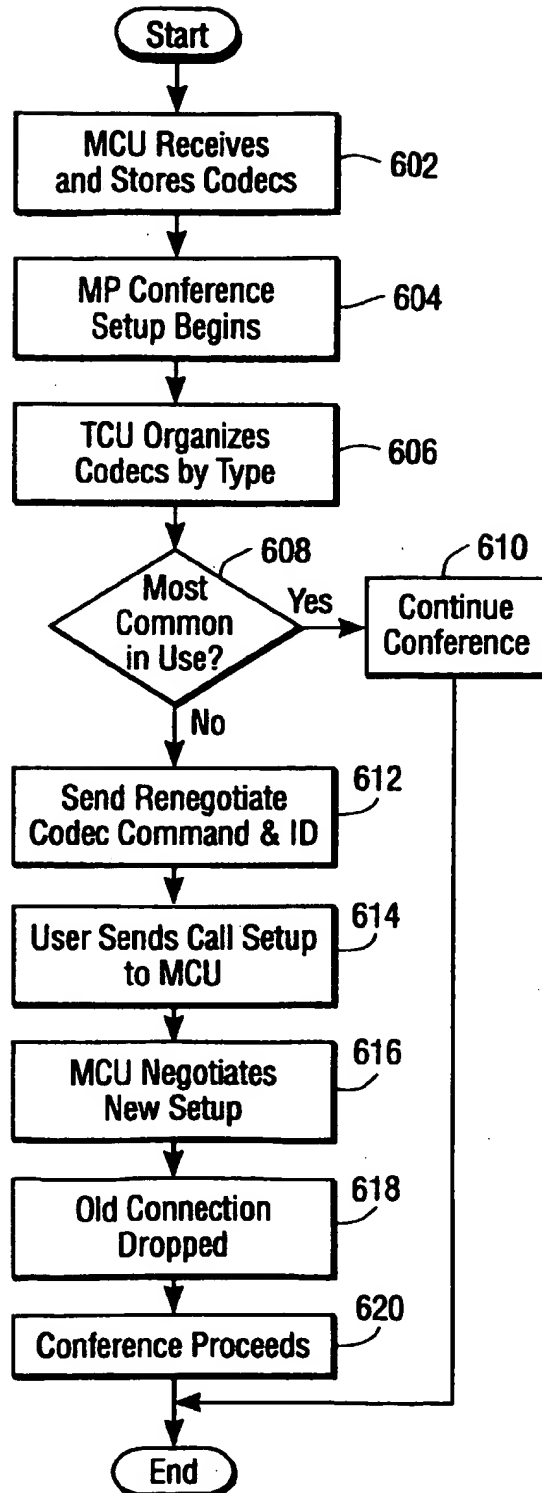 Start
MCU Receives
and Stores Codecs
602
MP Conference
Setup Begins
604
TCU Organizes
Codecs by Type
606
608
Most
Common
in Use?
Yes
610
Continue
Conference
No
Send Renegotiate
Codec Command & ID
612
User Sends Call Setup
to MCU
614
MCU Negotiates
New Setup
616
Old Connection
Dropped
618
Conference Proceeds
620
End